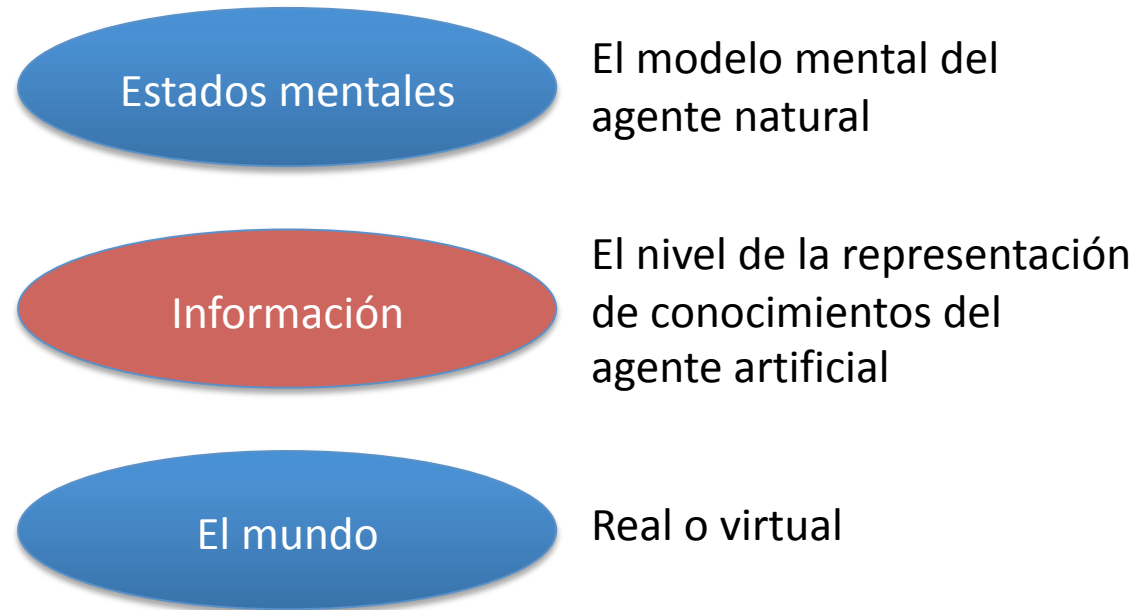 Estados mentales
El modelo mental del
agente natural
Información
El nivel de la representación
de conocimientos del
agente artificial
El mundo
Real o virtual